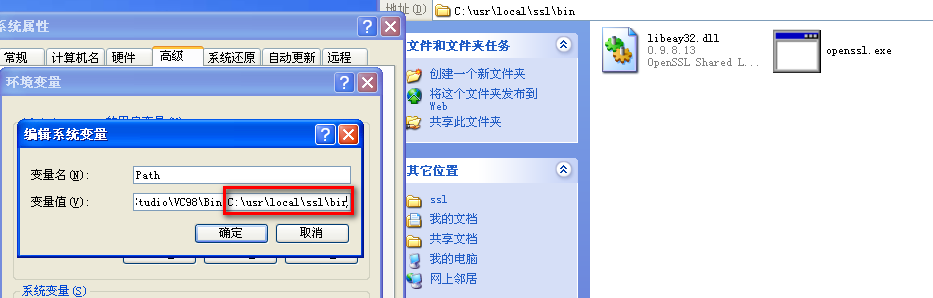 系统属性
常规 计算机名 硬件 高级 系统还原 自动更新 远程
环境变量
编辑系统变量
变量名(N): Path
变量值(V): tudio\VC98\Bin C:\usr\local\ssl\bin
确定 取消
系统变量(S)
地址(D) C:\usr\local\ssl\bin
文件和文件夹任务
创建一个新文件夹
将这个文件夹发布到
Web
共享此文件夹
其它位置
ssl
我的文档
共享文档
我的电脑
网上邻居
libeay32.dll
0.9.8.13
OpenSSL Shared L...
openssl.exe